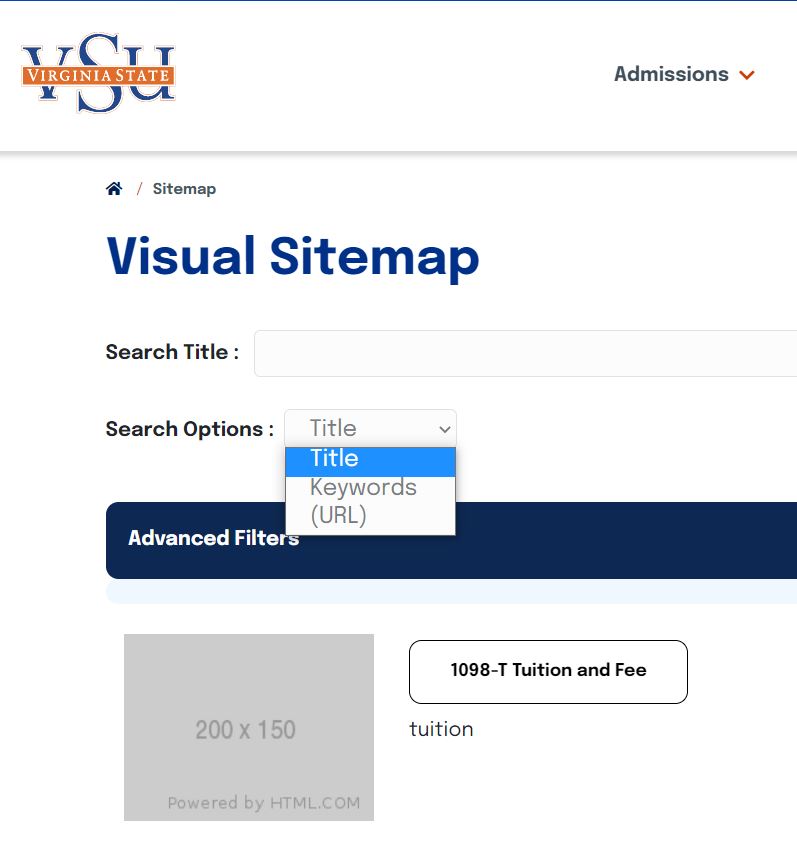 VSU
VIRGINIA STATE
Admissions
/ Sitemap
Visual Sitemap
Search Title :
Search Options : Title
Title
Keywords
(URL)
Advanced Filters
1098-T Tuition and Fee
tuition
200 x 150
Powered by HTML.COM